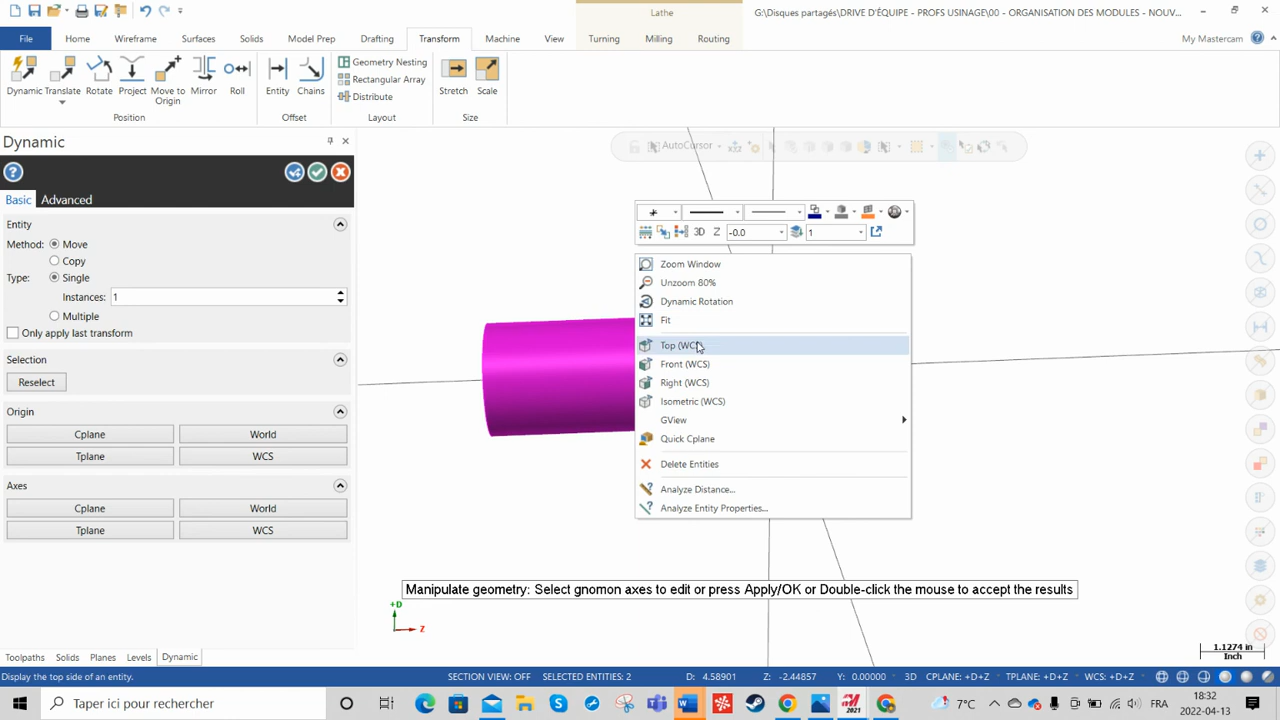 Lathe
G:\Disques partagés\DRIVE D'ÉQUIPE - PROFS USINAGE\00 - ORGANISATION DES MODULES - NOUV...
File Home Wireframe Surfaces Solids Model Prep Drafting Transform Machine View Turning Milling Routing My Mastercam
Dynamic Translate Rotate Project Move to Origin Mirror Roll Entity Chains Stretch Scale
Geometry Nesting
Rectangular Array
Distribute
Position Offset Layout Size
Dynamic
AutoCursor
Basic Advanced
Entity
Method: Move
Copy
Type: Single
Instances: 1
Multiple
Only apply last transform
Selection
Reselect
Origin
Cplane World
Tplane WCS
Axes
Cplane World
Tplane WCS
3D Z -0.0 1
Zoom Window
Unzoom 80%
Dynamic Rotation
Fit
Top (WCS)
Front (WCS)
Right (WCS)
Isometric (WCS)
GView
Quick Cplane
Delete Entities
Analyze Distance...
Analyze Entity Properties...
Manipulate geometry: Select gnomon axes to edit or press Apply/OK or Double-click the mouse to accept the results
+D
Z
1.1274 in
Inch
Toolpaths Solids Planes Levels Dynamic
Display the top side of an entity.
SECTION VIEW: OFF SELECTED ENTITIES: 2 D: 4.58901 Z: -2.44857 Y: 0.00000 3D CPLANE: +D+Z TPLANE: +D+Z WCS: +D+Z
Taper ici pour rechercher
2021
7°C
FRA
18:32
2022-04-13